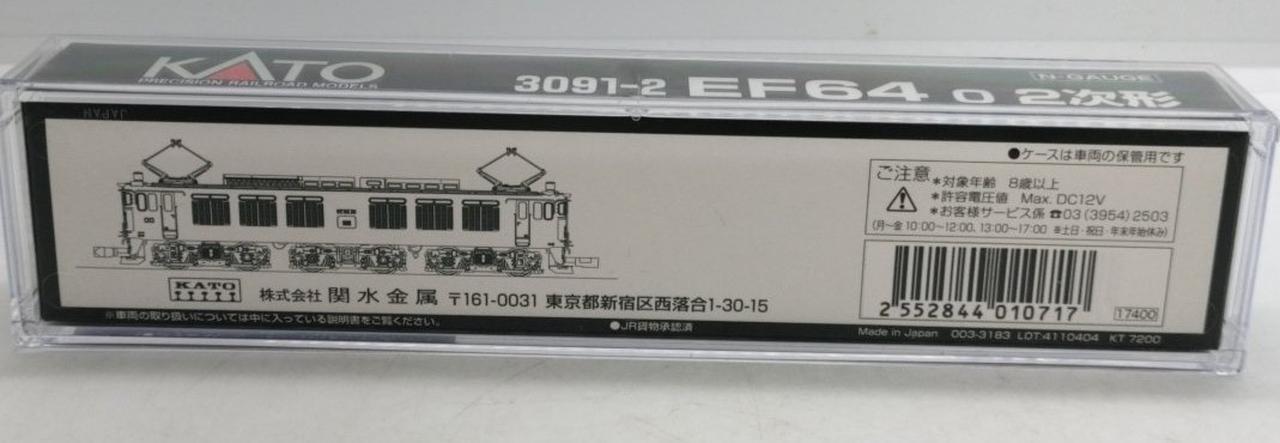 KATO
PRECISION RAILROAD MODELS
3091-2 EF64 0 2次形
N-GAUGE
JAPAN
●ケースは車両の保管用です
ご注意
*対象年齢 8歳以上
*許容電圧値 Max. DC12V
*お客様サービス係 ☎03(3954)2503
(月~金 10:00~12:00、13:00~17:00 ※土日・祝日・年末年始休み)
KATO
株式会社 関水金属 〒161-0031 東京都新宿区西落合1-30-15
2 552844 010717
17400
※車両の取り扱いについては中に入っている説明書をご覧ください。
●JR貨物承認済
Made in Japan 003-3183 LOT:4110404 KT 7200